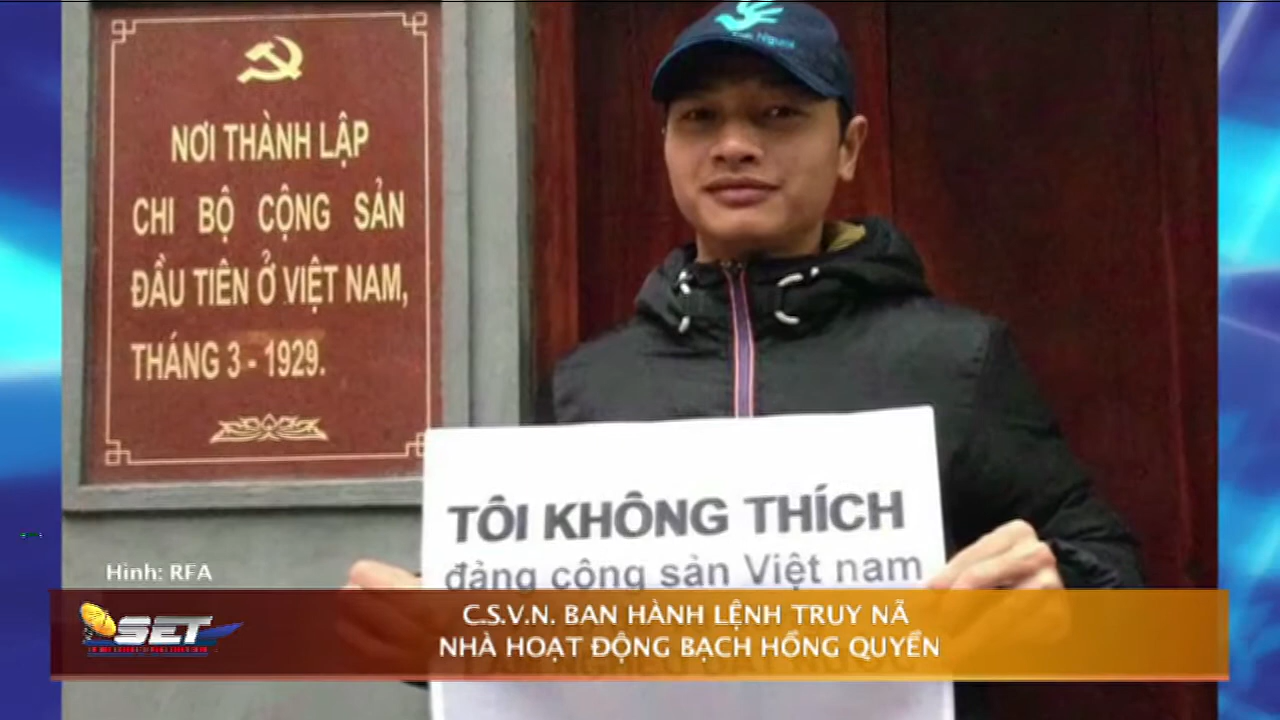 NƠI THÀNH LẬP
CHI BỘ CỘNG SẢN
ĐẦU TIÊN Ở VIỆT NAM,
THÁNG 3 - 1929.
Người
TÔI KHÔNG THÍCH
đảng cộng sản Việt nam
Hình: RFA
SET
C.S.V.N. BAN HÀNH LỆNH TRUY NÃ
NHÀ HOẠT ĐỘNG BẠCH HỒNG QUYỀN